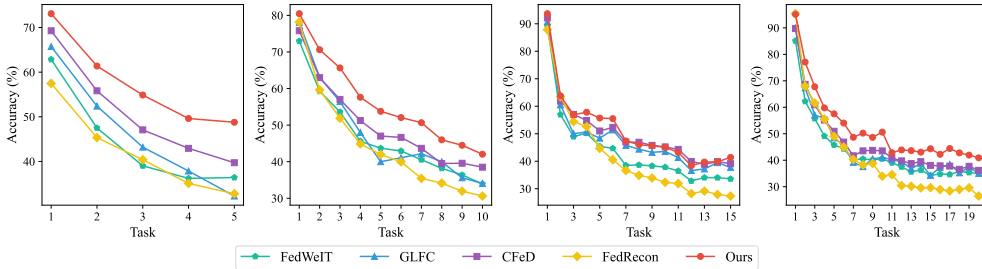 Accuracy (%)
70
60
50
40
1 2 3 4 5
Task
Accuracy (%)
80
70
60
50
40
30
1 2 3 4 5 6 7 8 9 10
Task
Accuracy (%)
90
80
70
60
50
40
30
1 3 5 7 9 11 13 15
Task
Accuracy (%)
90
80
70
60
50
40
30
1 3 5 7 9 11 13 15 17 19
Task
FedWeIT GLFC CFeD FedRecon Ours